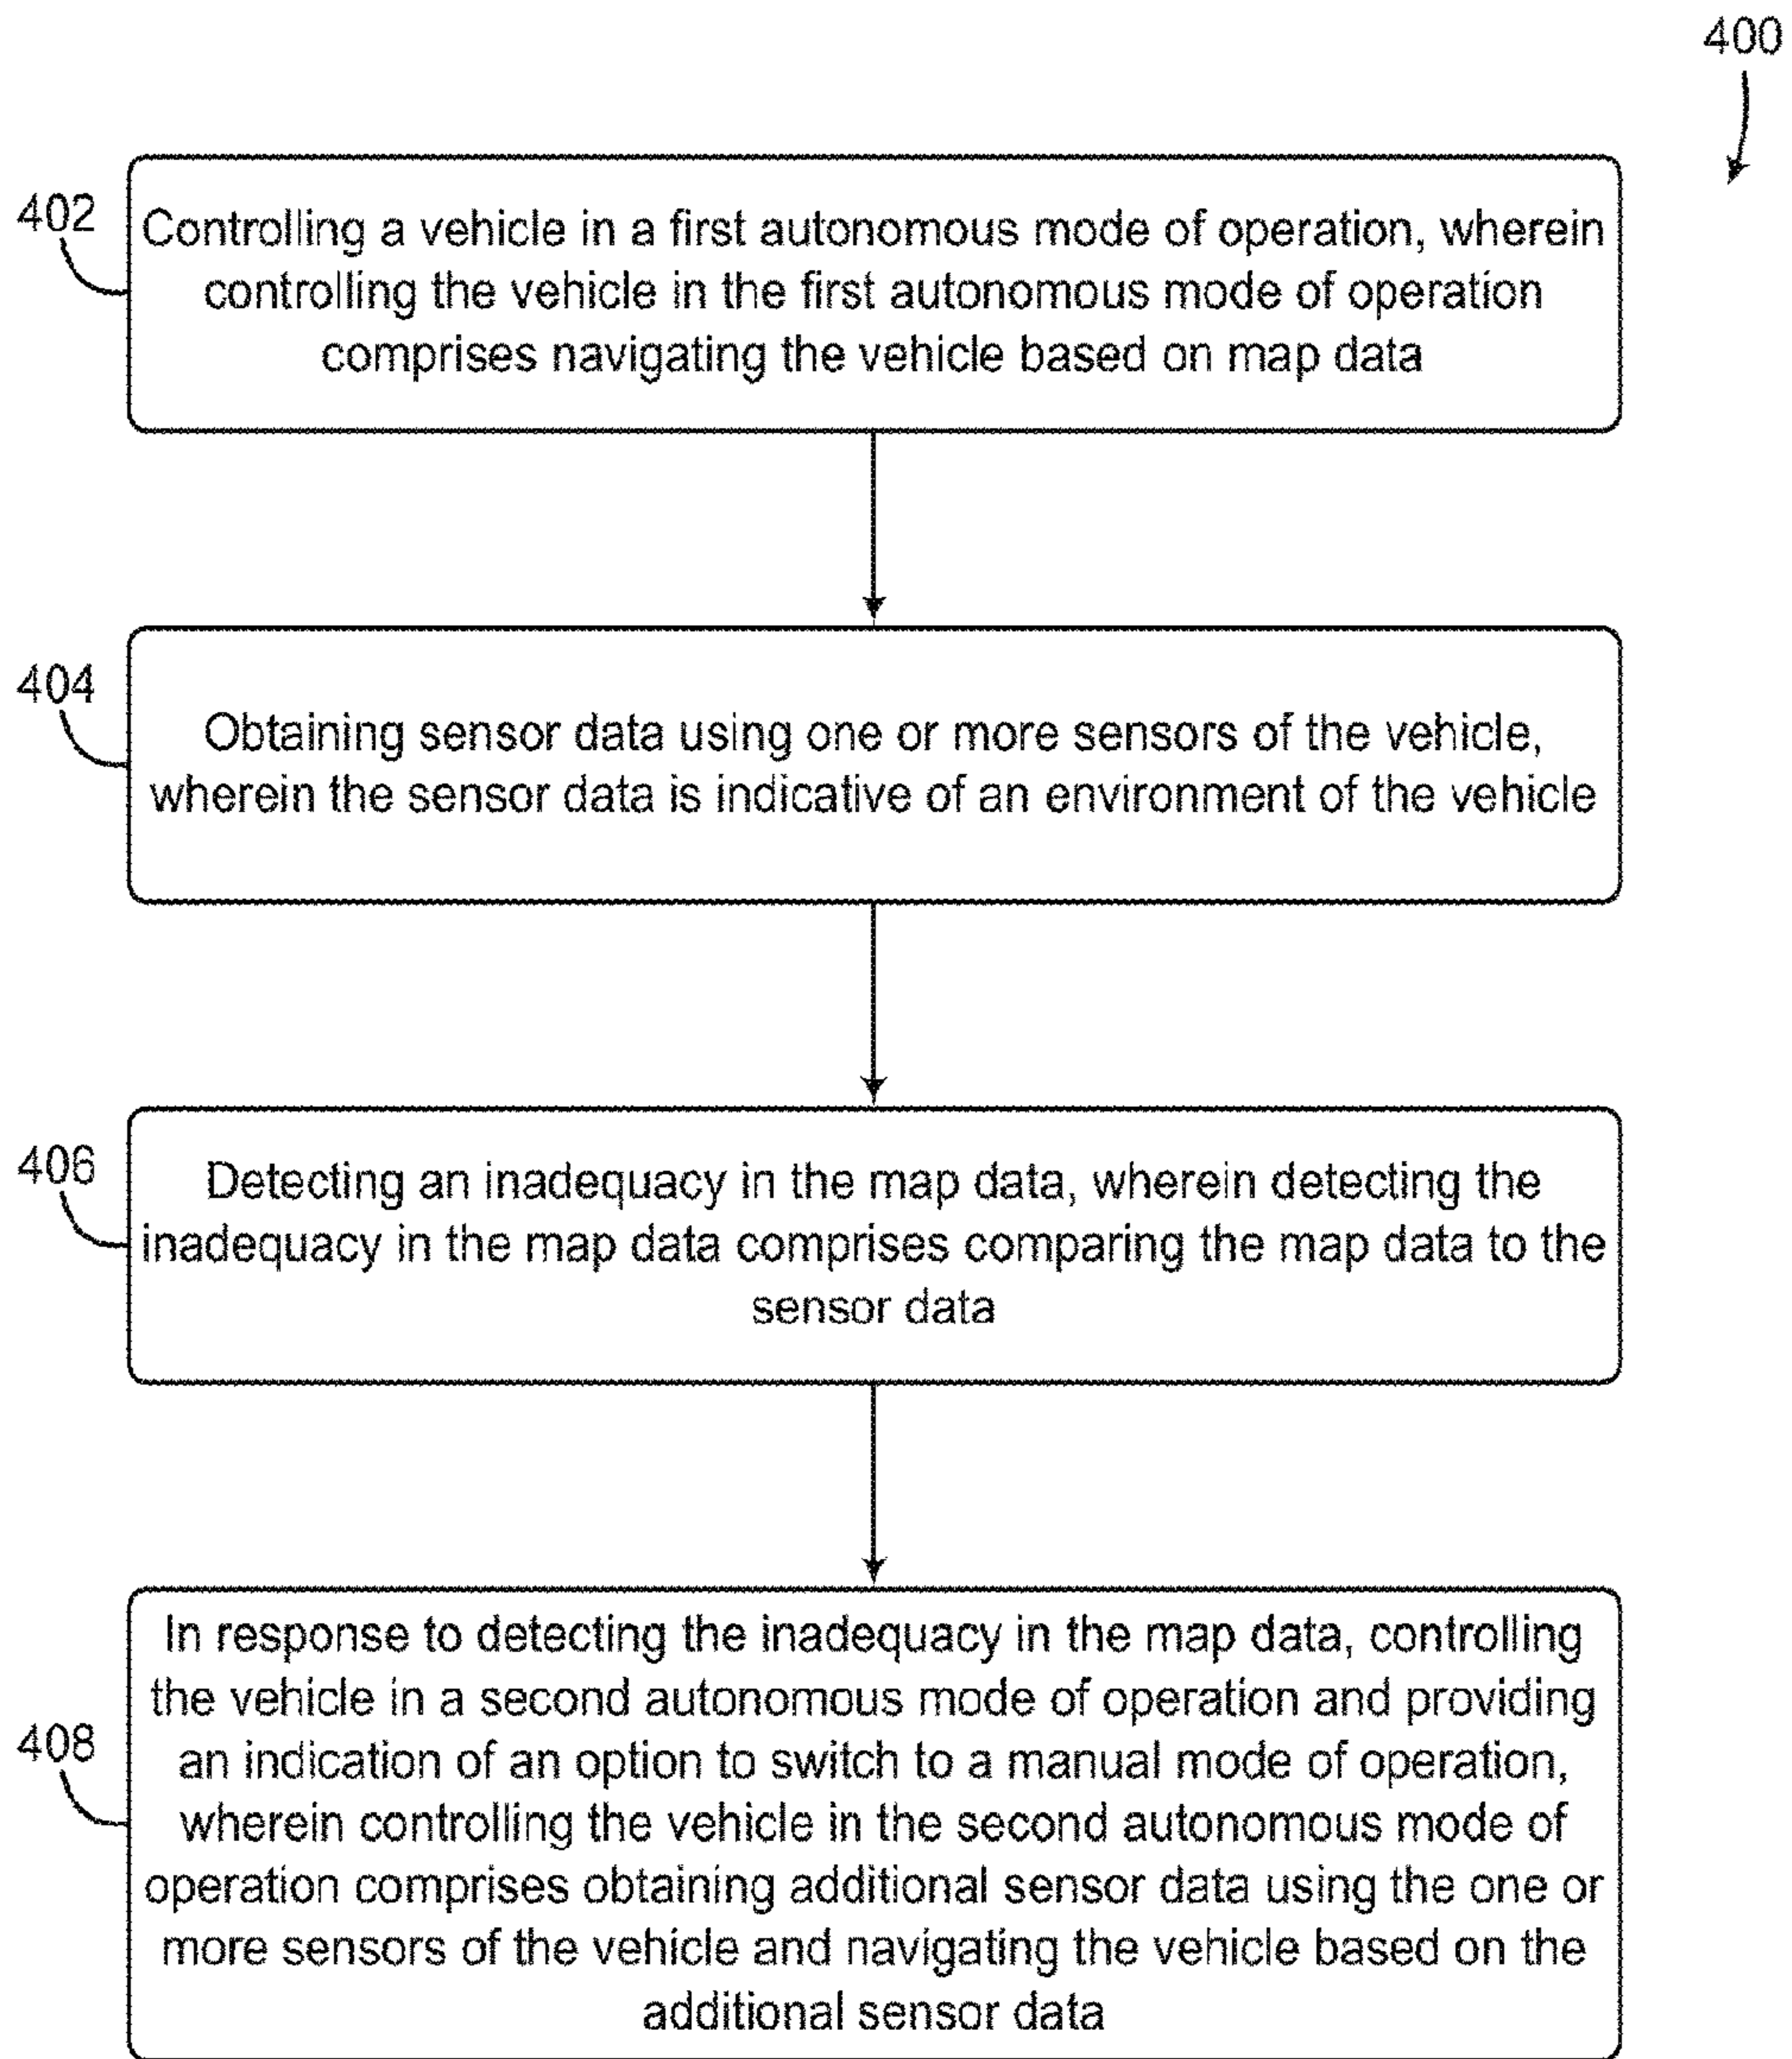 400
402
Controlling a vehicle in a first autonomous mode of operation, wherein
controlling the vehicle in the first autonomous mode of operation
comprises navigating the vehicle based on map data
404
Obtaining sensor data using one or more sensors of the vehicle,
wherein the sensor data is indicative of an environment of the vehicle
406
Detecting an inadequacy in the map data, wherein detecting the
inadequacy in the map data comprises comparing the map data to the
sensor data
408
In response to detecting the inadequacy in the map data, controlling
the vehicle in a second autonomous mode of operation and providing
an indication of an option to switch to a manual mode of operation,
wherein controlling the vehicle in the second autonomous mode of
operation comprises obtaining additional sensor data using the one or
more sensors of the vehicle and navigating the vehicle based on the
additional sensor data